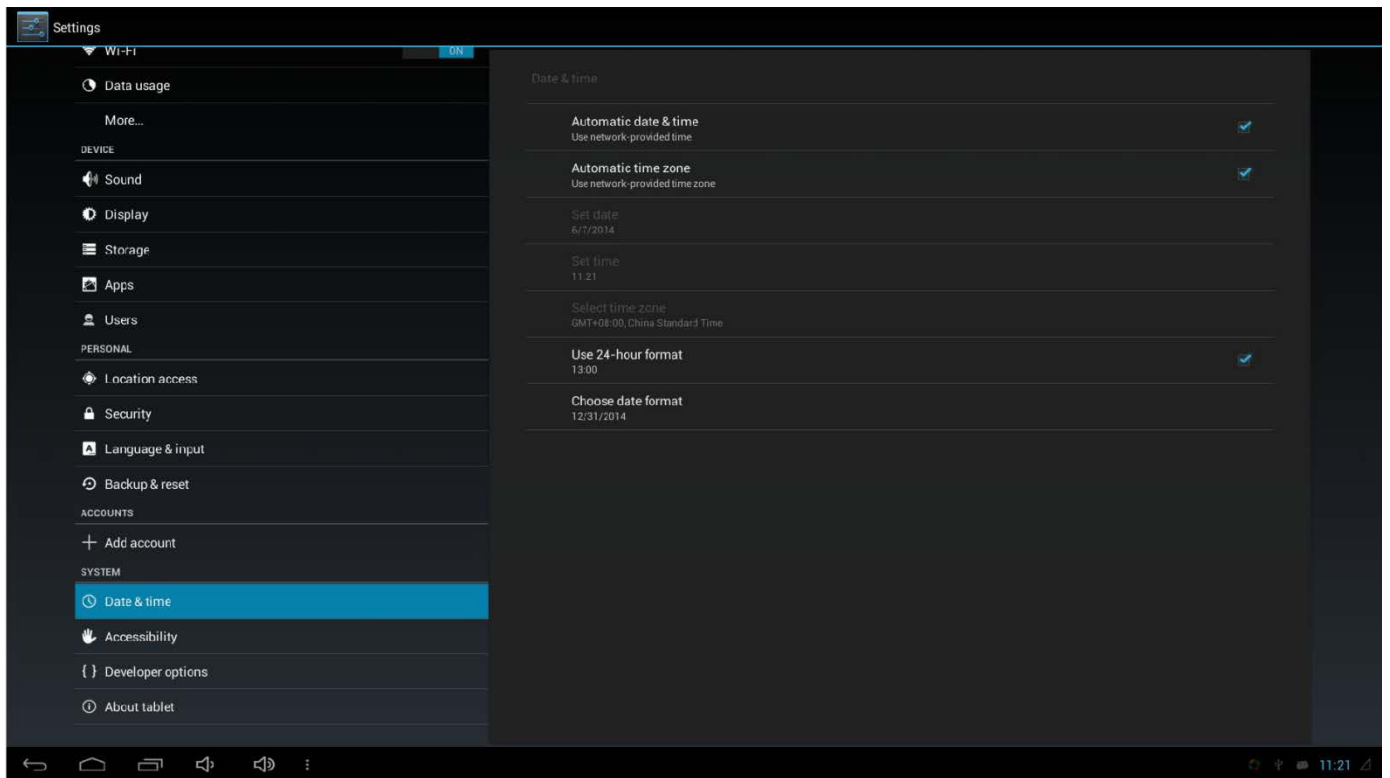 Settings
Wi-Fi ON
Data usage
More...
DEVICE
Sound
Display
Storage
Apps
Users
PERSONAL
Location access
Security
Language & input
Backup & reset
ACCOUNTS
Add account
SYSTEM
Date & time
Accessibility
{ } Developer options
About tablet
Date & time
Automatic date & time
Use network-provided time
Automatic time zone
Use network-provided time zone
Set date
6/7/2014
Set time
11:21
Select time zone
GMT+08:00, China Standard Time
Use 24-hour format
13:00
Choose date format
12/31/2014
11:21